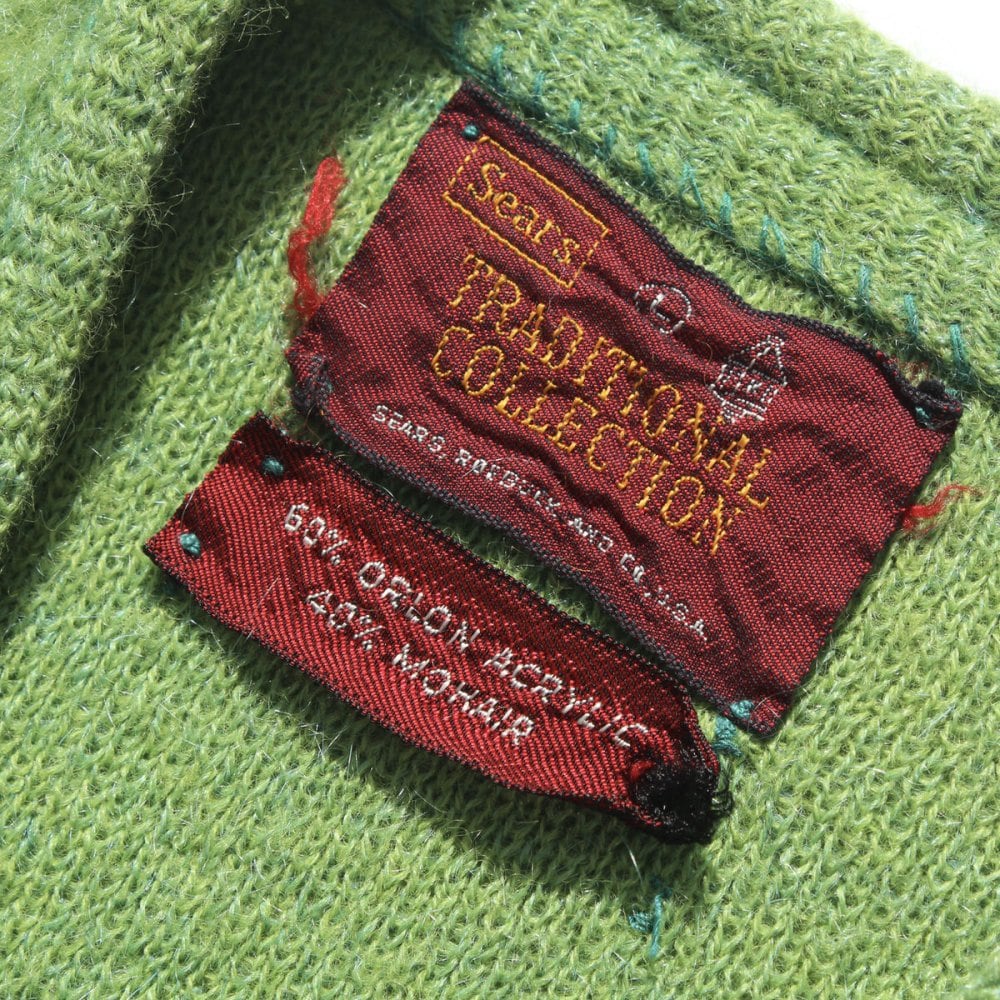 Sears
L
TRADITIONAL
COLLECTION
SEARS, ROEBUCK AND CO., U.S.A.
60% ORLON ACRYLIC
40% MOHAIR